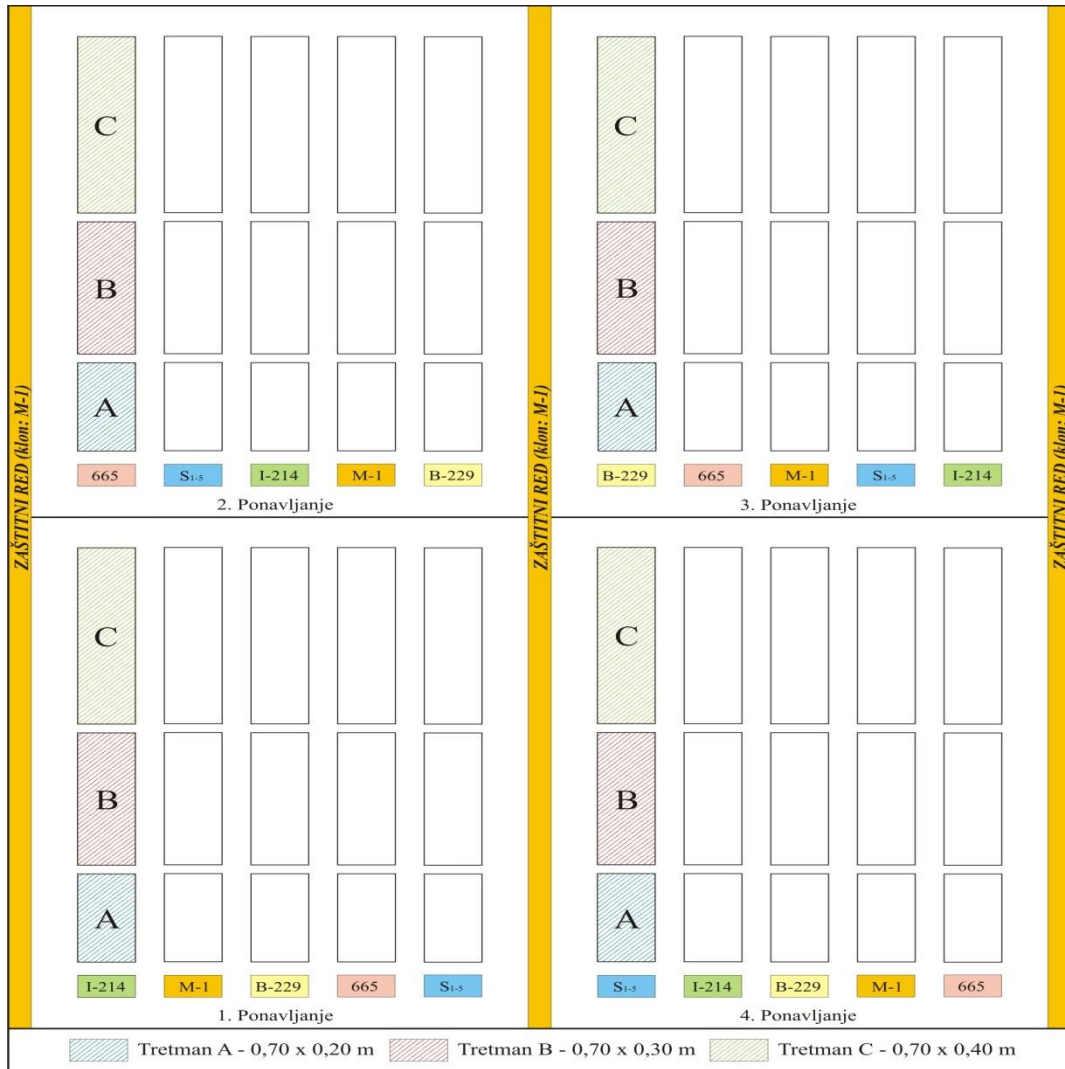 ZAŠTITNI RED (klon: M-1)
ZAŠTITNI RED (klon: M-1)
ZAŠTITNI RED (klon: M-1)
C
B
A
665 S1-5 I-214 M-1 B-229
2. Ponavljanje
C
B
A
B-229 665 M-1 S1-5 I-214
3. Ponavljanje
C
B
A
I-214 M-1 B-229 665 S1-5
1. Ponavljanje
C
B
A
S1-5 I-214 B-229 M-1 665
4. Ponavljanje
Tretman A - 0,70 x 0,20 m Tretman B - 0,70 x 0,30 m Tretman C - 0,70 x 0,40 m